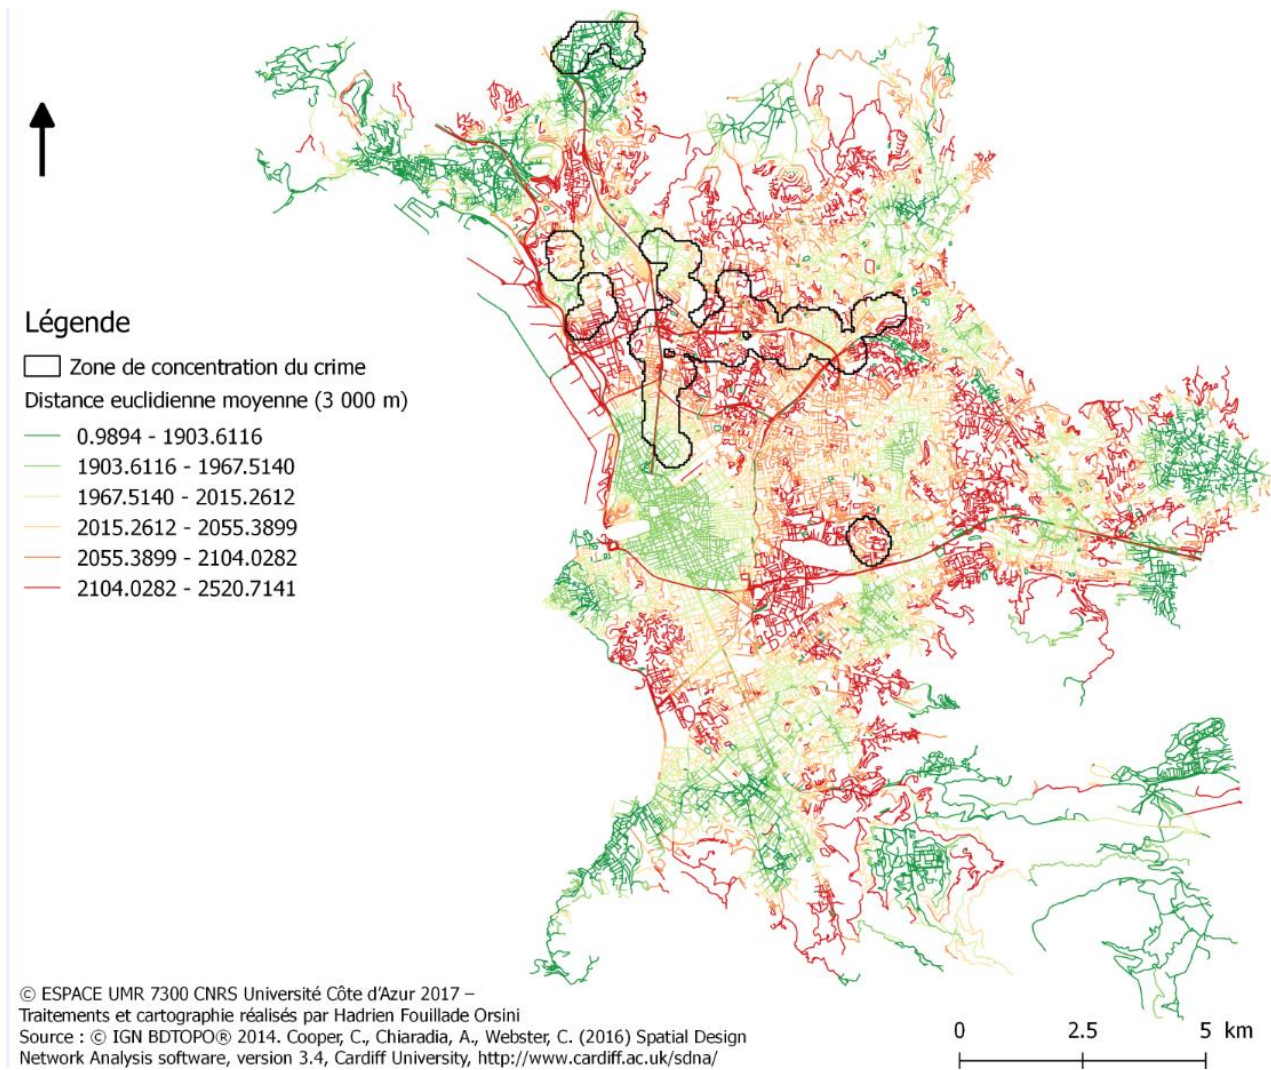 Légende
Zone de concentration du crime
Distance euclidienne moyenne (3 000 m)
0.9894 - 1903.6116
1903.6116 - 1967.5140
1967.5140 - 2015.2612
2015.2612 - 2055.3899
2055.3899 - 2104.0282
2104.0282 - 2520.7141
© ESPACE UMR 7300 CNRS Université Côte d'Azur 2017 –
Traitements et cartographie réalisés par Hadrien Fouillade Orsini
Source : © IGN BDTOPO® 2014. Cooper, C., Chiaradia, A., Webster, C. (2016) Spatial Design
Network Analysis software, version 3.4, Cardiff University, http://www.cardiff.ac.uk/sdna/
0 2.5 5 km